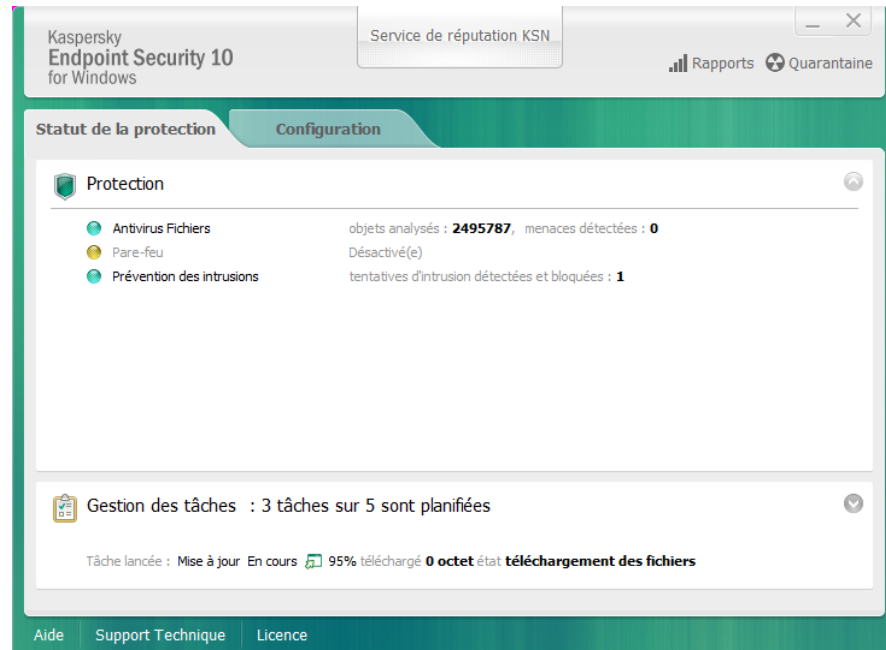 Kaspersky
Endpoint Security 10
for Windows
Service de réputation KSN
Rapports
Quarantaine
Statut de la protection
Configuration
Protection
Antivirus Fichiers objets analysés : 2495787, menaces détectées : 0
Pare-feu Désactivé(e)
Prévention des intrusions tentatives d'intrusion détectées et bloquées : 1
Gestion des tâches : 3 tâches sur 5 sont planifiées
Tâche lancée : Mise à jour En cours 95% téléchargé 0 octet état téléchargement des fichiers
Aide Support Technique Licence